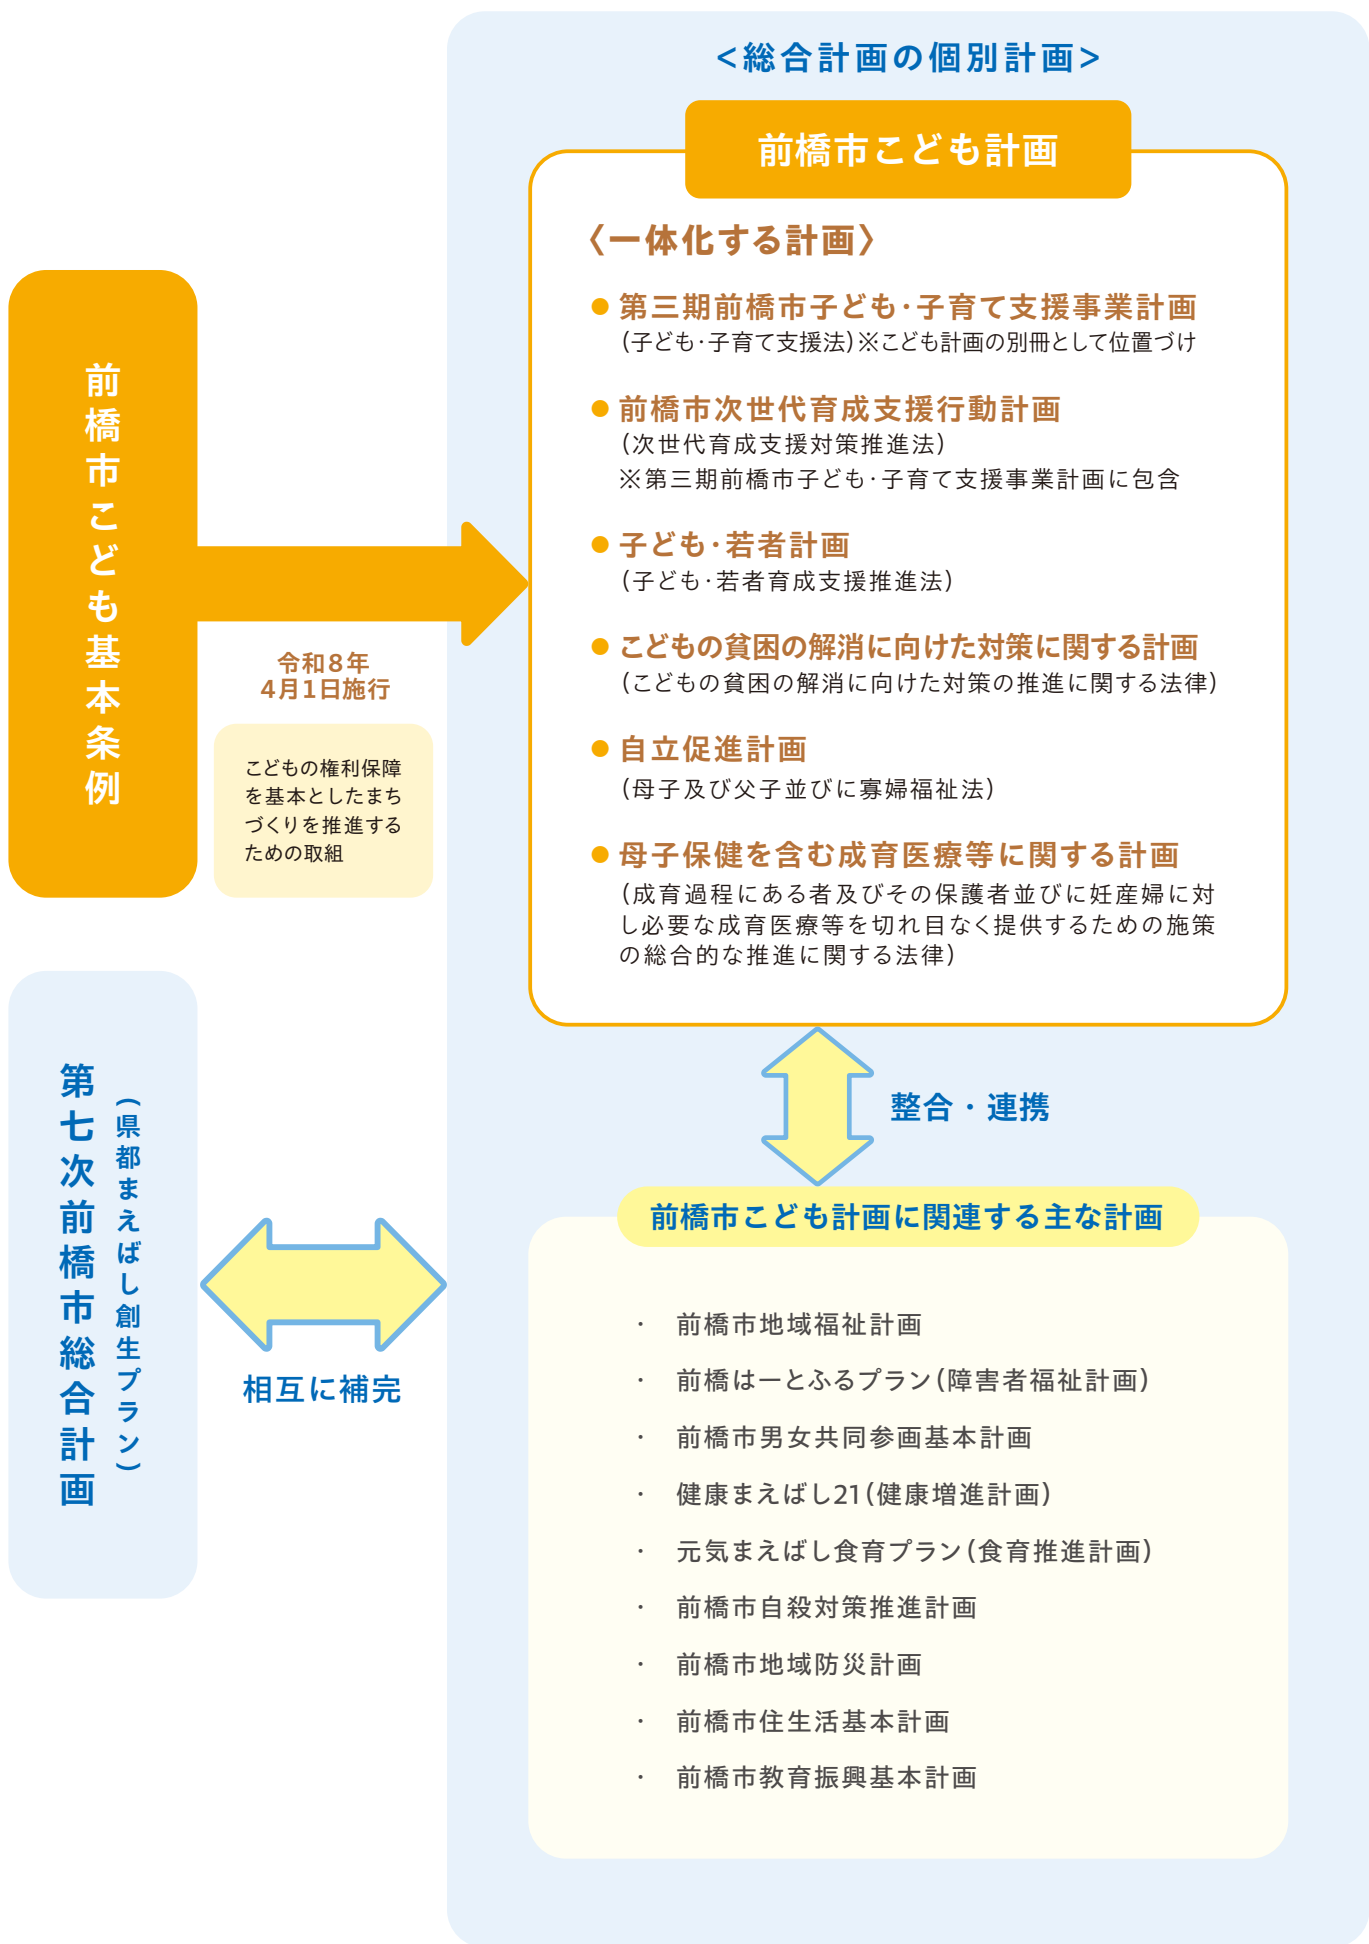 <総合計画の個別計画>
前橋市こども計画
〈一体化する計画〉
● 第三期前橋市子ども・子育て支援事業計画
(子ども・子育て支援法)※こども計画の別冊として位置づけ
● 前橋市次世代育成支援行動計画
(次世代育成支援対策推進法)
※第三期前橋市子ども・子育て支援事業計画に包含
● 子ども・若者計画
(子ども・若者育成支援推進法)
● こどもの貧困の解消に向けた対策に関する計画
(こどもの貧困の解消に向けた対策の推進に関する法律)
● 自立促進計画
(母子及び父子並びに寡婦福祉法)
● 母子保健を含む成育医療等に関する計画
(成育過程にある者及びその保護者並びに妊産婦に対
し必要な成育医療等を切れ目なく提供するための施策
の総合的な推進に関する法律)
前橋市こども基本条例
令和8年
4月1日施行
こどもの権利保障
を基本としたまち
づくりを推進する
ための取組
整合・連携
第七次前橋市総合計画
(県都まえばし創生プラン)
相互に補完
前橋市こども計画に関連する主な計画
・ 前橋市地域福祉計画
・ 前橋はーとふるプラン(障害者福祉計画)
・ 前橋市男女共同参画基本計画
・ 健康まえばし21(健康増進計画)
・ 元気まえばし食育プラン(食育推進計画)
・ 前橋市自殺対策推進計画
・ 前橋市地域防災計画
・ 前橋市住生活基本計画
・ 前橋市教育振興基本計画